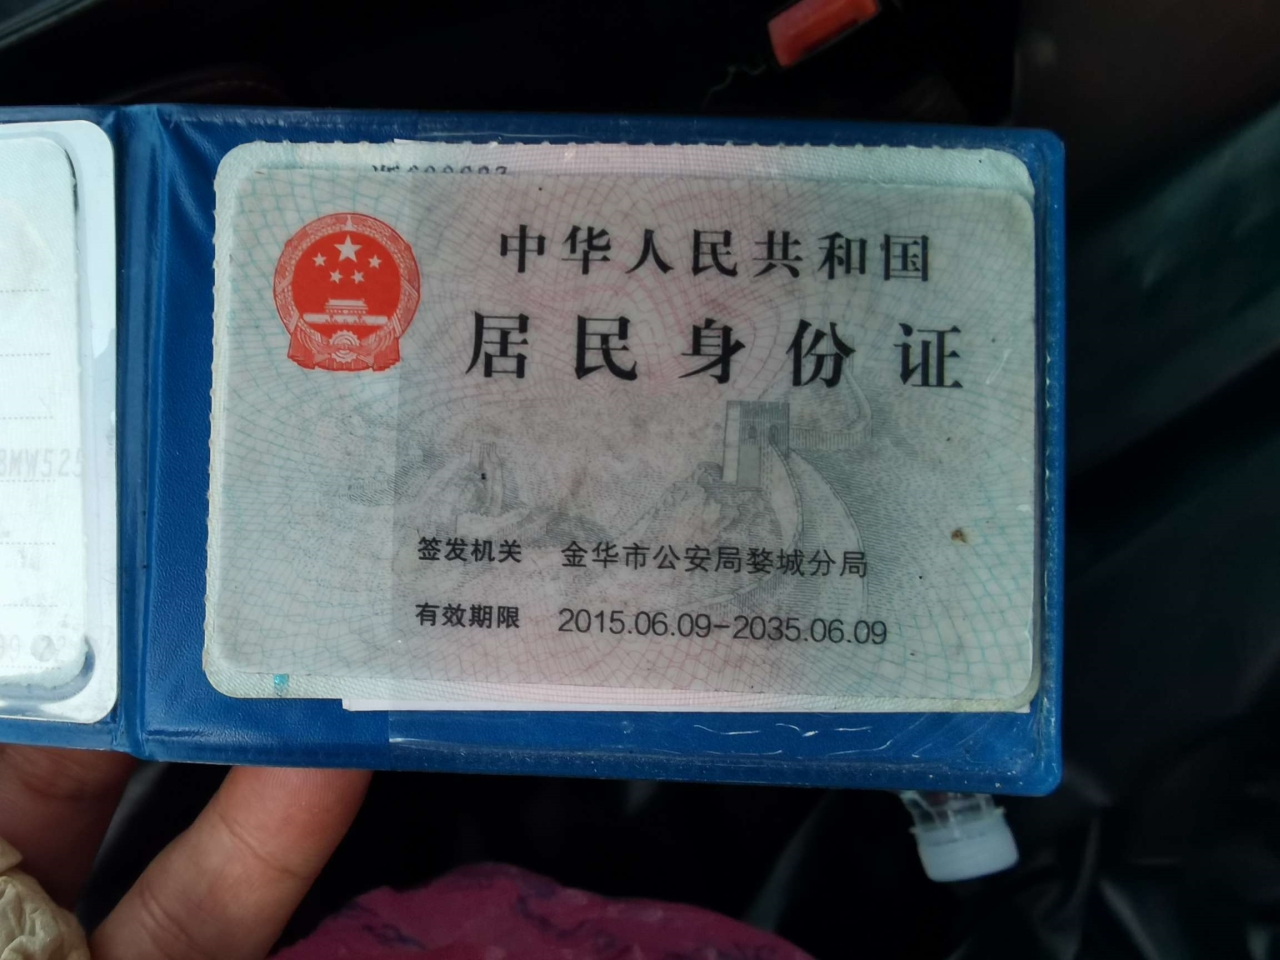 中华人民共和国
居民身份证
签发机关 金华市公安局婺城分局
有效期限 2015.06.09-2035.06.09